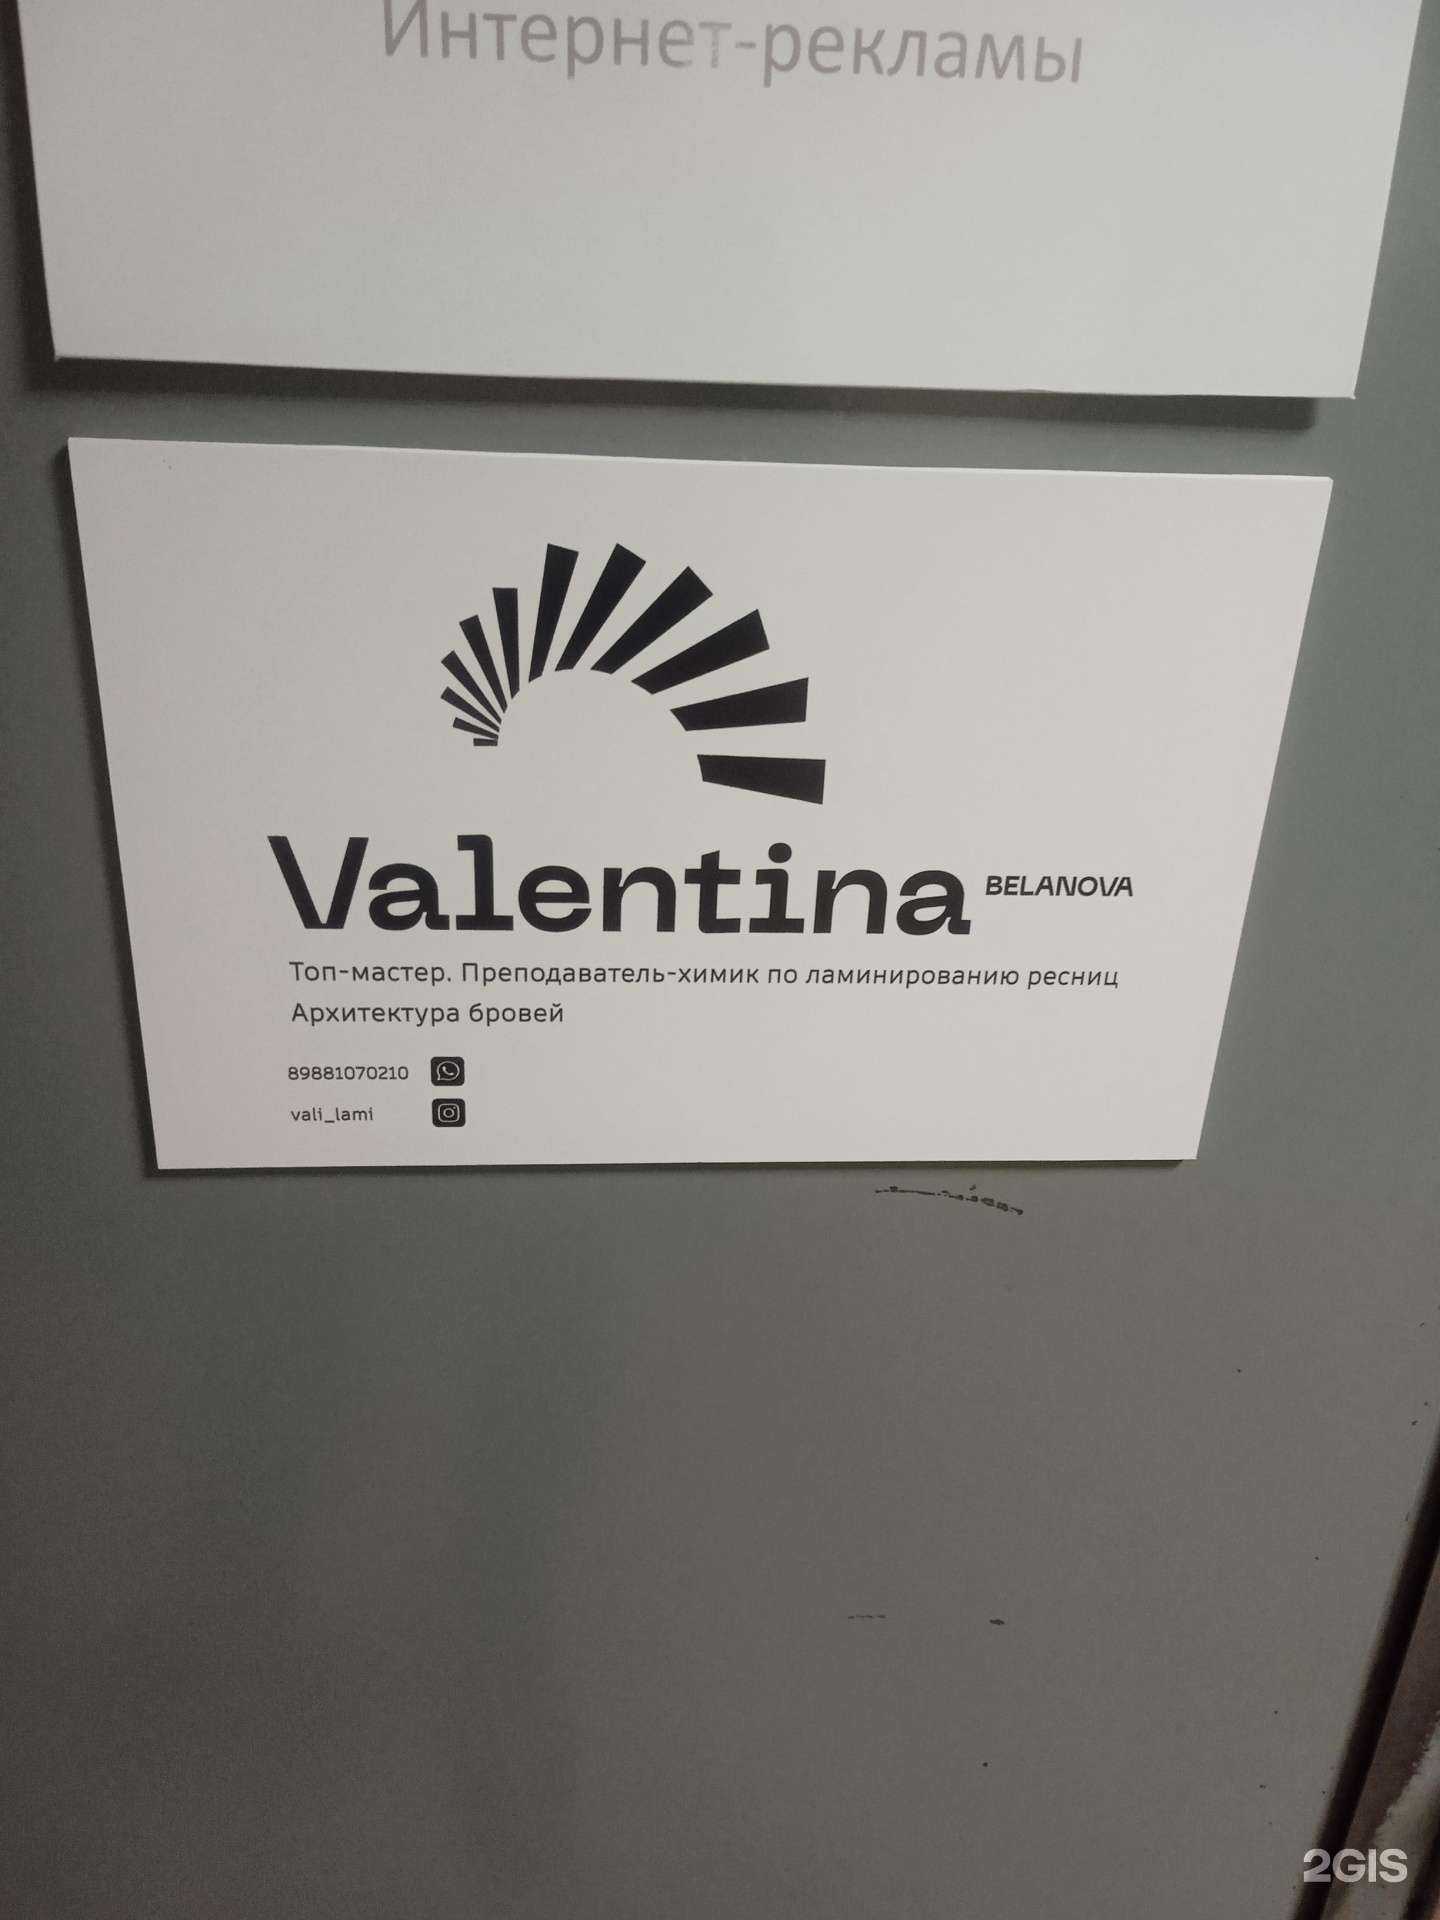 Интернет-рекламы
Valentina BELANOVA
Топ-мастер. Преподаватель-химик по ламинированию ресниц
Архитектура бровей
89881070210
vali_lami
2GIS